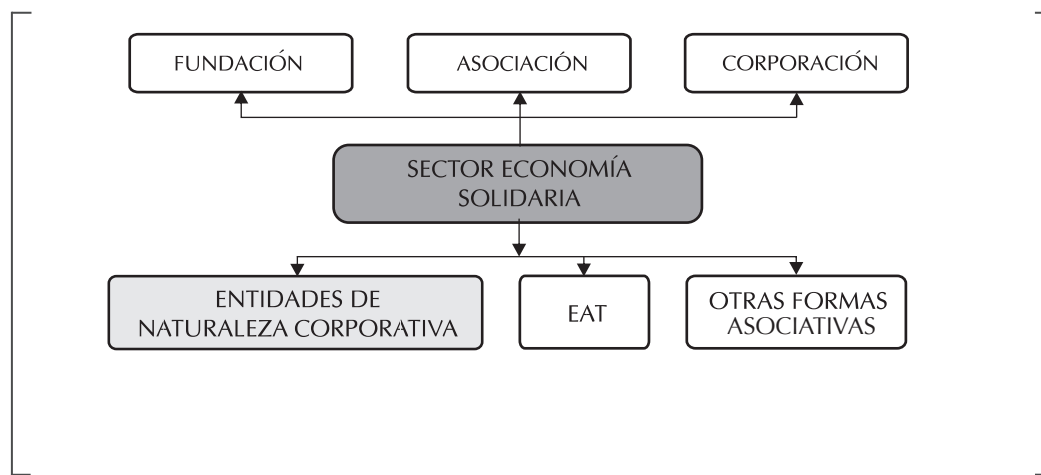 FUNDACIÓN
ASOCIACIÓN
CORPORACIÓN
SECTOR ECONOMÍA
SOLIDARIA
ENTIDADES DE
NATURALEZA CORPORATIVA
EAT
OTRAS FORMAS
ASOCIATIVAS